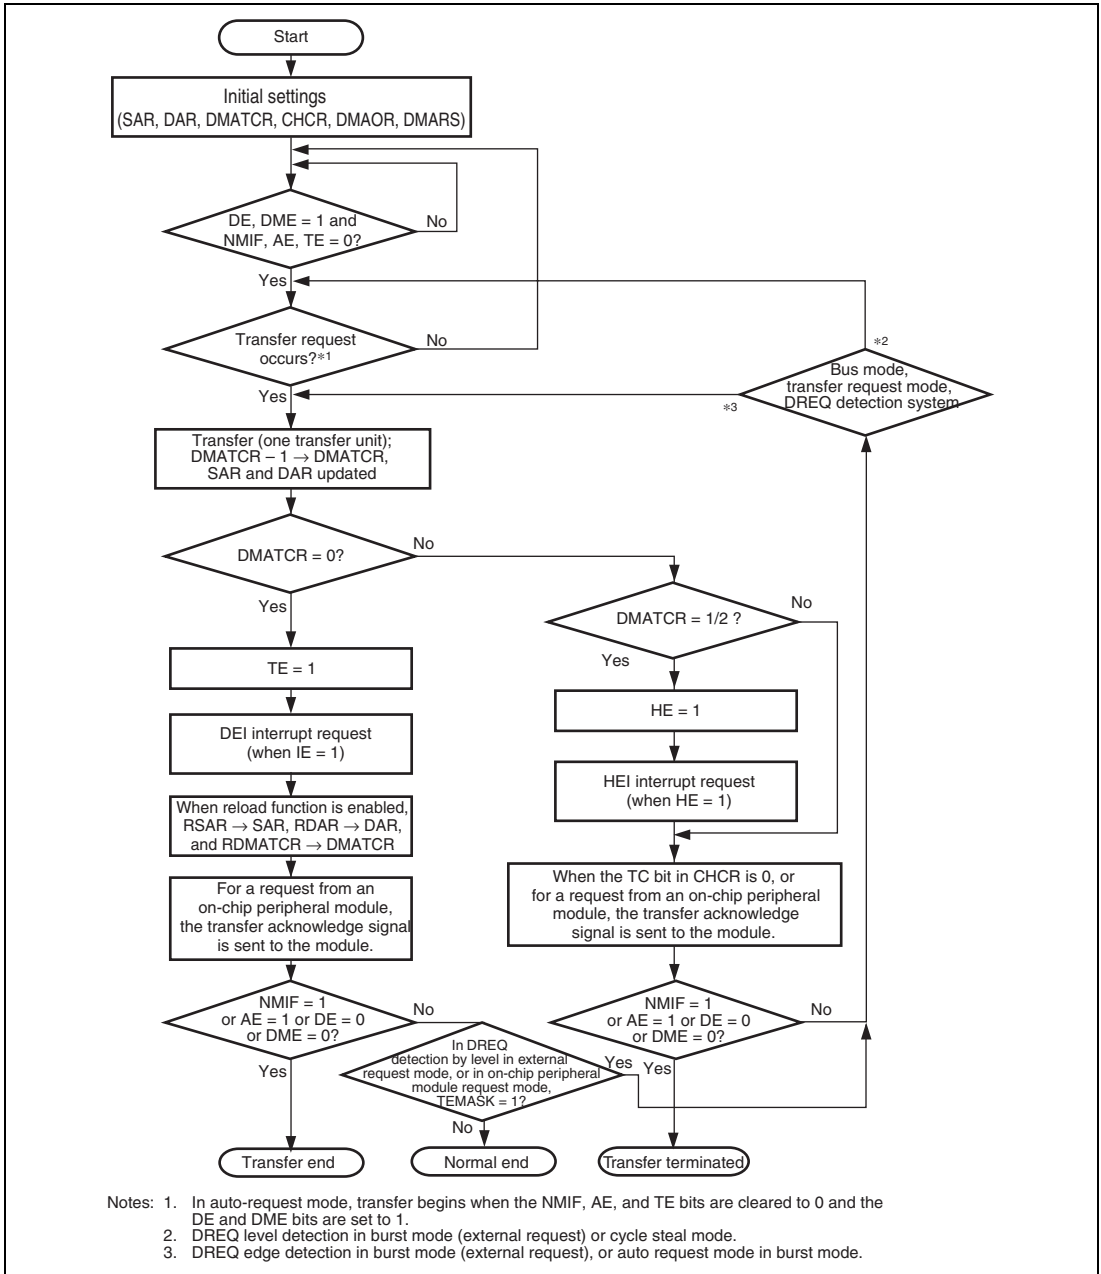 Start
Initial settings
(SAR, DAR, DMATCR, CHCR, DMAOR, DMARS)
DE, DME = 1 and
NMIF, AE, TE = 0?
No
Yes
Transfer request
occurs?*1
No
Yes
*2
Bus mode,
transfer request mode,
DREQ detection system
*3
Transfer (one transfer unit);
DMATCR – 1 → DMATCR,
SAR and DAR updated
DMATCR = 0?
No
Yes
DMATCR = 1/2 ?
No
Yes
TE = 1
HE = 1
DEI interrupt request
(when IE = 1)
HEI interrupt request
(when HE = 1)
When reload function is enabled,
RSAR → SAR, RDAR → DAR,
and RDMATCR → DMATCR
For a request from an
on-chip peripheral module,
the transfer acknowledge signal
is sent to the module.
When the TC bit in CHCR is 0, or
for a request from an on-chip peripheral
module, the transfer acknowledge
signal is sent to the module.
NMIF = 1
or AE = 1 or DE = 0
or DME = 0?
No
Yes
In DREQ
detection by level in external
request mode, or in on-chip peripheral
module request mode,
TEMASK = 1?
Yes
No
NMIF = 1
or AE = 1 or DE = 0
or DME = 0?
No
Yes
Transfer end
Normal end
Transfer terminated
Notes: 1. In auto-request mode, transfer begins when the NMIF, AE, and TE bits are cleared to 0 and the
DE and DME bits are set to 1.
2. DREQ level detection in burst mode (external request) or cycle steal mode.
3. DREQ edge detection in burst mode (external request), or auto request mode in burst mode.